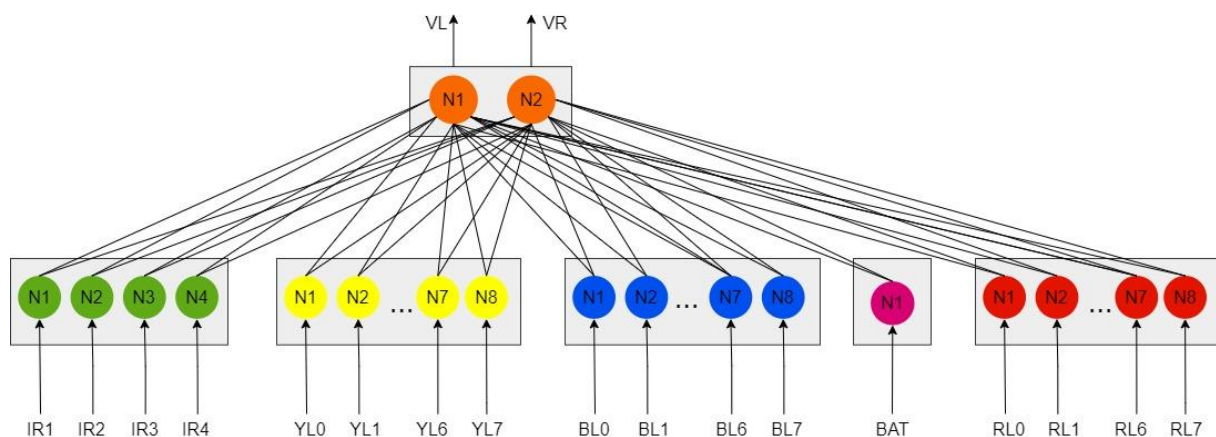 VL VR
N1 N2
N1 N2 N3 N4 N1 N2 ... N7 N8 N1 N2 ... N7 N8 N1 N1 N2 ... N7 N8
IR1 IR2 IR3 IR4 YL0 YL1 YL6 YL7 BL0 BL1 BL6 BL7 BAT RL0 RL1 RL6 RL7